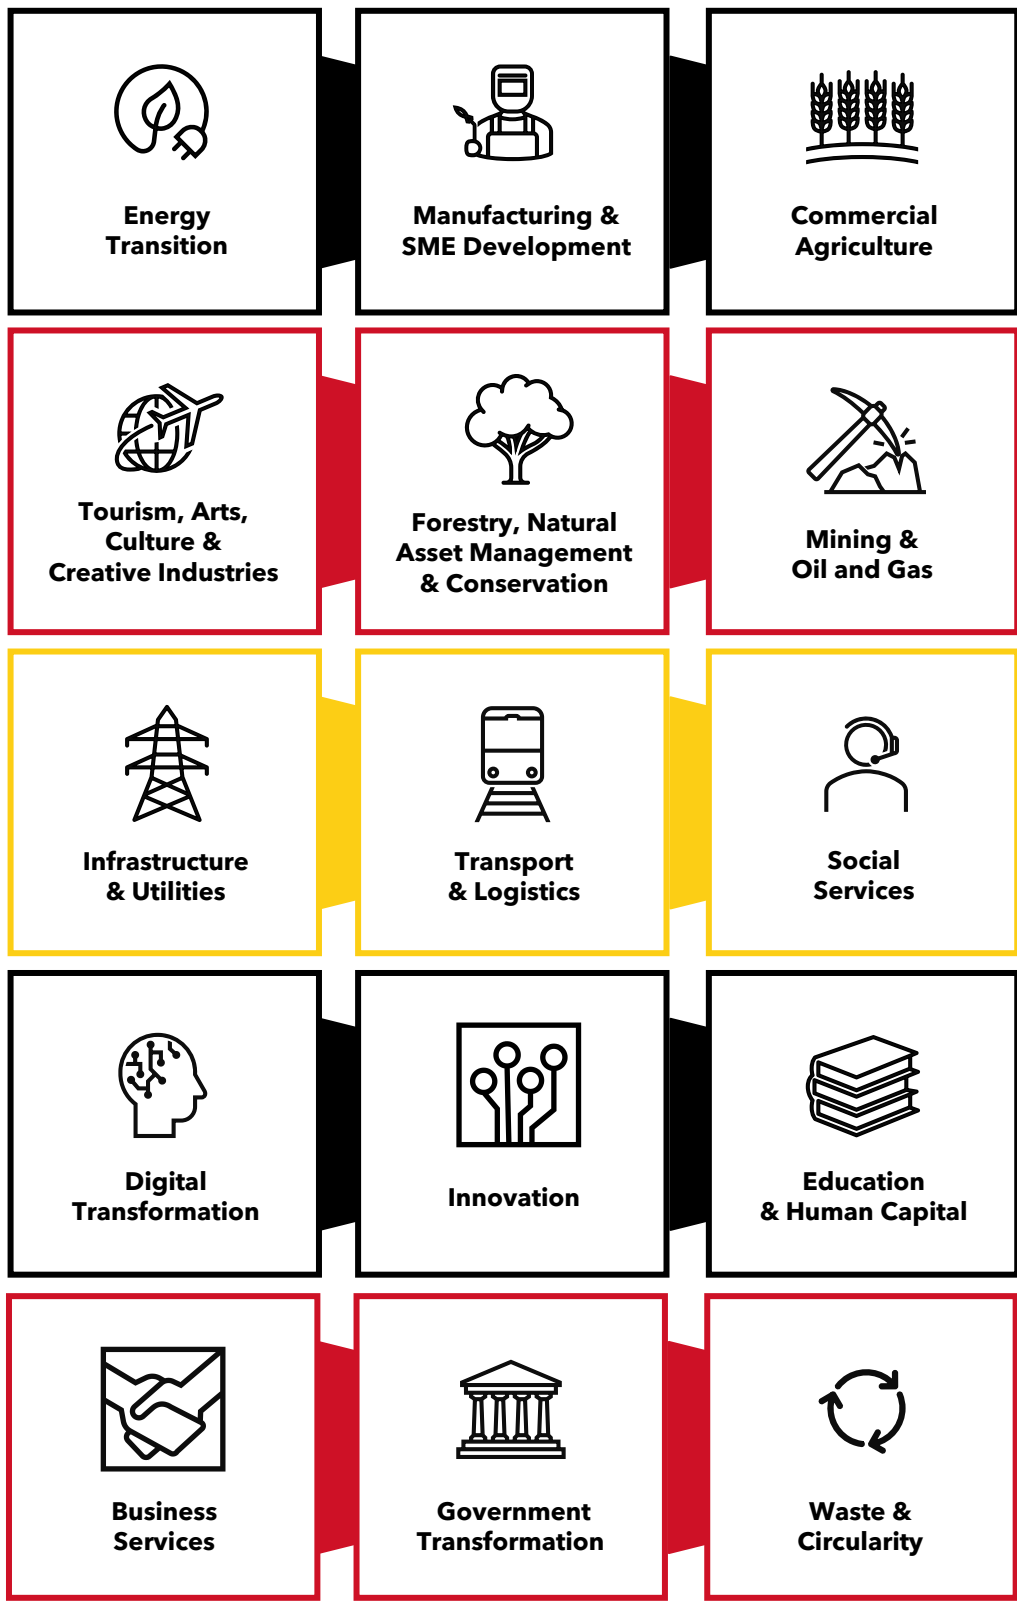 Energy
Transition
Manufacturing &
SME Development
Commercial
Agriculture
Tourism, Arts,
Culture &
Creative Industries
Forestry, Natural
Asset Management
& Conservation
Mining &
Oil and Gas
Infrastructure
& Utilities
Transport
& Logistics
Social
Services
Digital
Transformation
Innovation
Education
& Human Capital
Business
Services
Government
Transformation
Waste &
Circularity